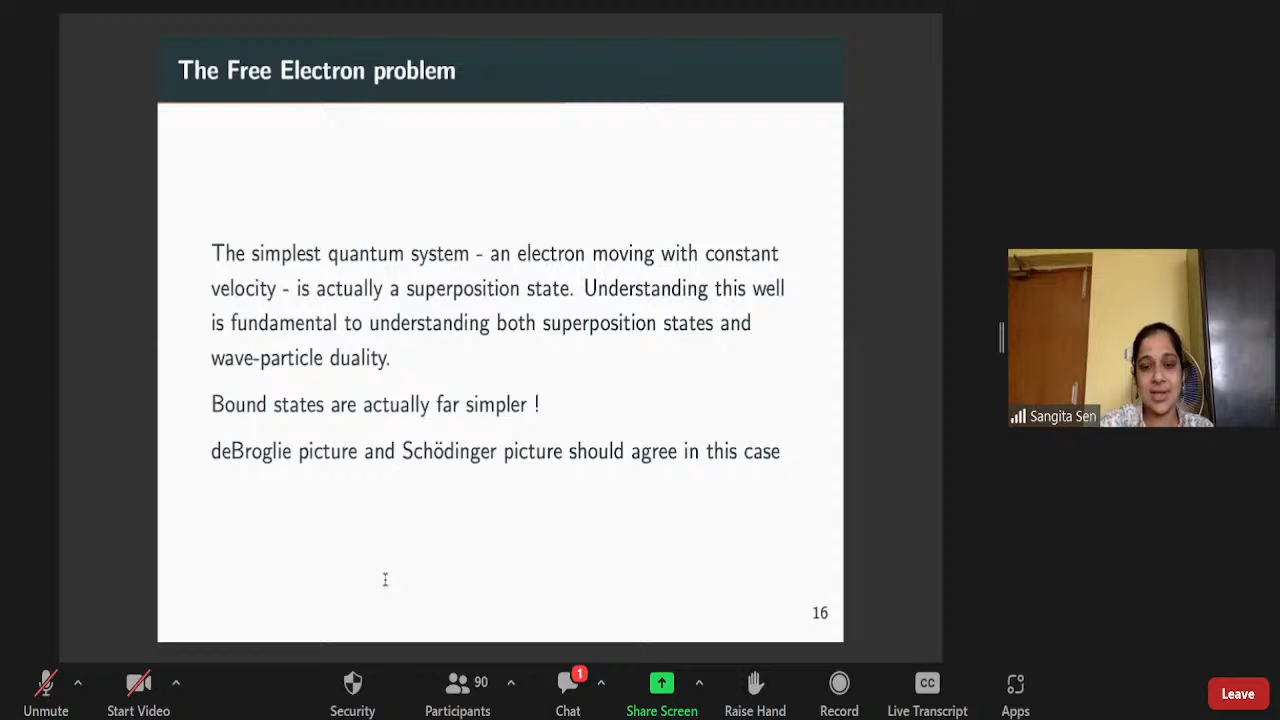 The Free Electron problem
The simplest quantum system - an electron moving with constant
velocity - is actually a superposition state. Understanding this well
is fundamental to understanding both superposition states and
wave-particle duality.
Bound states are actually far simpler !
deBroglie picture and Schödinger picture should agree in this case
16
Sangita Sen
Unmute
Start Video
Security
90
Participants
1
Chat
Share Screen
Raise Hand
Record
CC
Live Transcript
Apps
Leave